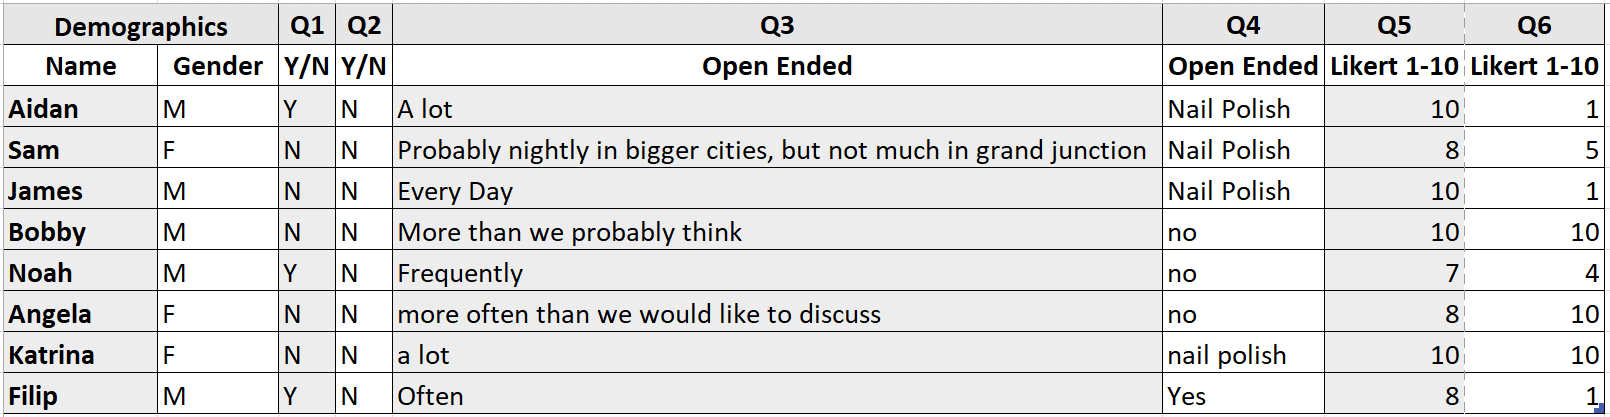 Demographics Q1 Q2 Q3 Q4 Q5 Q6
Name Gender Y/N Y/N Open Ended Open Ended Likert 1-10 Likert 1-10
Aidan M Y N A lot Nail Polish 10 1
Sam F N N Probably nightly in bigger cities, but not much in grand junction Nail Polish 8 5
James M N N Every Day Nail Polish 10 1
Bobby M N N More than we probably think no 10 10
Noah M Y N Frequently no 7 4
Angela F N N more often than we would like to discuss no 8 10
Katrina F N N a lot nail polish 10 10
Filip M Y N Often Yes 8 1